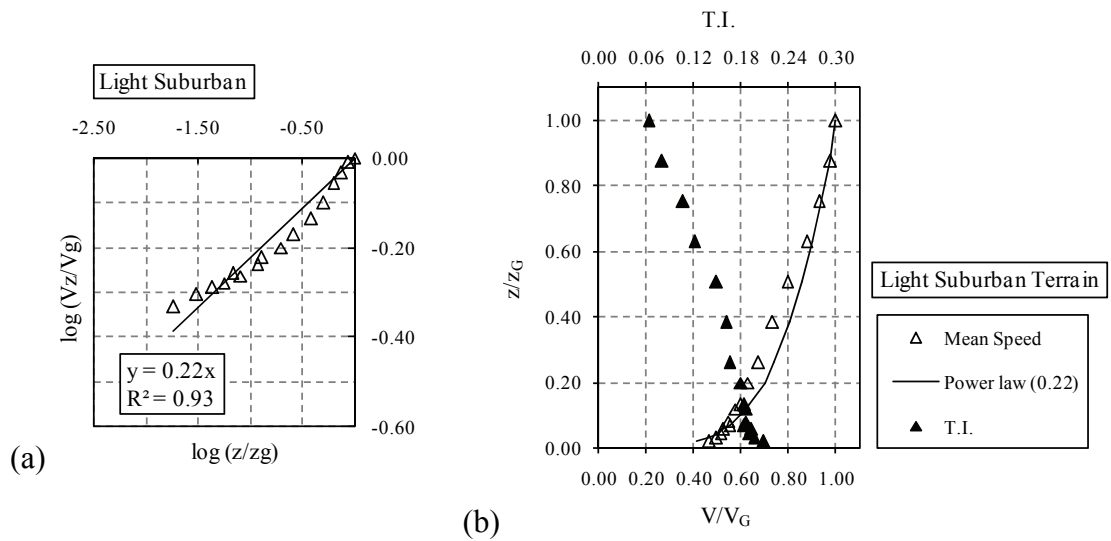 Light Suburban
-2.50 -1.50 -0.50
0.00
-0.20
-0.40
-0.60
log (Vz/Vg)
y = 0.22x
R² = 0.93
log (z/zg)
(a)
T.I.
0.00 0.06 0.12 0.18 0.24 0.30
1.00
0.80
0.60
0.40
0.20
0.00
z/zG
0.00 0.20 0.40 0.60 0.80 1.00
V/VG
(b)
Light Suburban Terrain
Mean Speed
Power law (0.22)
T.I.